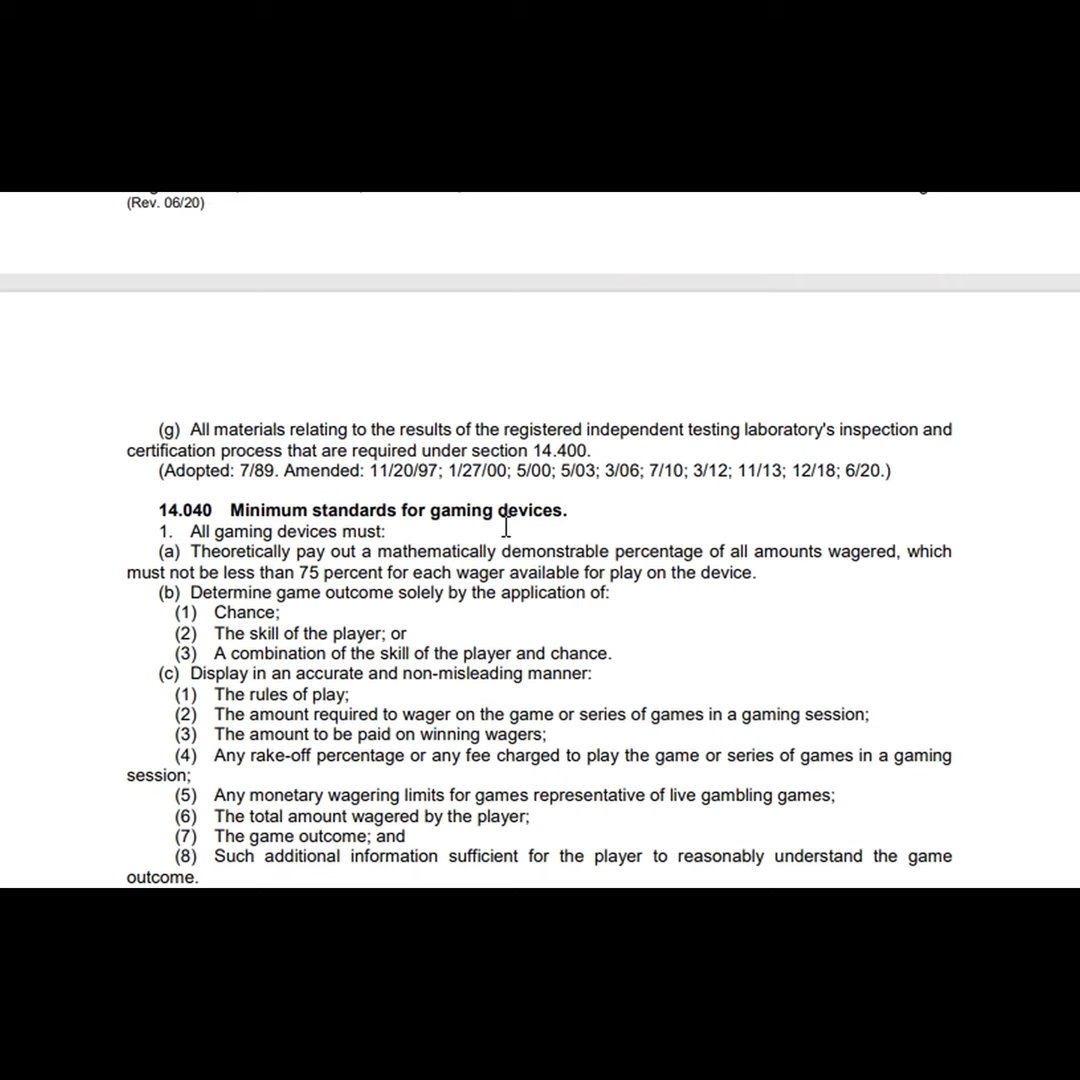 (Rev. 06/20)
(g) All materials relating to the results of the registered independent testing laboratory's inspection and
certification process that are required under section 14.400.
(Adopted: 7/89. Amended: 11/20/97; 1/27/00; 5/00; 5/03; 3/06; 7/10; 3/12; 11/13; 12/18; 6/20.)
14.040 Minimum standards for gaming devices.
1. All gaming devices must:
(a) Theoretically pay out a mathematically demonstrable percentage of all amounts wagered, which
must not be less than 75 percent for each wager available for play on the device.
(b) Determine game outcome solely by the application of:
(1) Chance;
(2) The skill of the player; or
(3) A combination of the skill of the player and chance.
(c) Display in an accurate and non-misleading manner:
(1) The rules of play;
(2) The amount required to wager on the game or series of games in a gaming session;
(3) The amount to be paid on winning wagers;
(4) Any rake-off percentage or any fee charged to play the game or series of games in a gaming
session;
(5) Any monetary wagering limits for games representative of live gambling games;
(6) The total amount wagered by the player;
(7) The game outcome; and
(8) Such additional information sufficient for the player to reasonably understand the game
outcome.